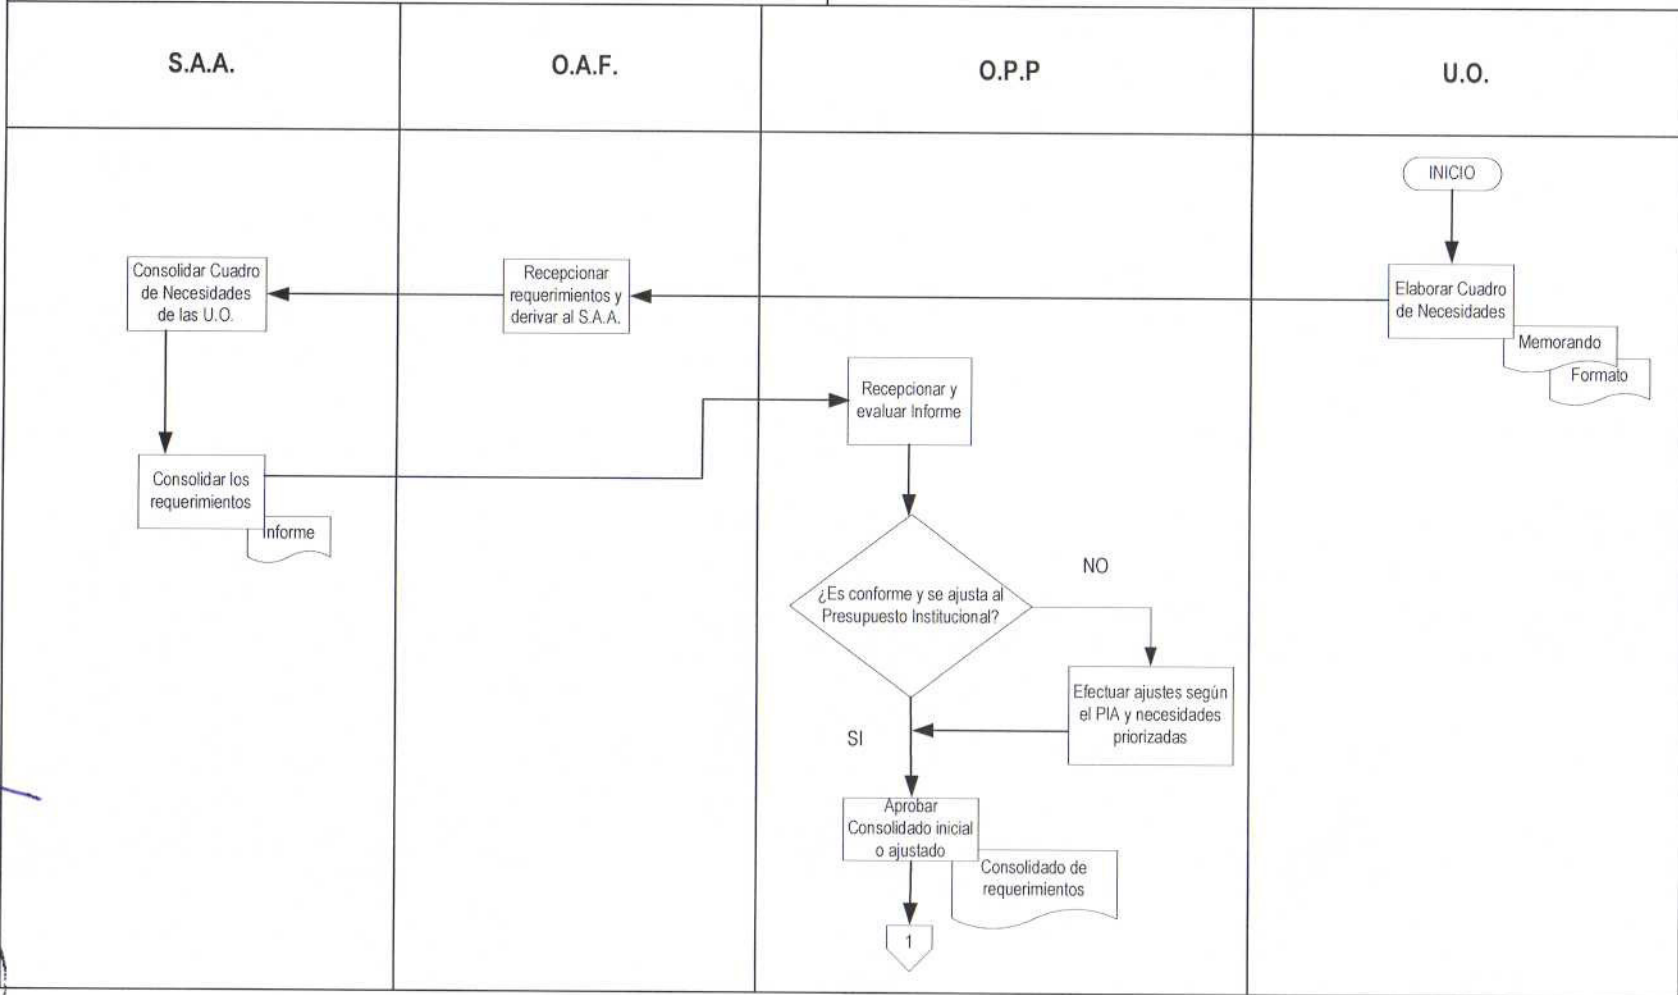 S.A.A.
O.A.F.
O.P.P
U.O.
INICIO
Elaborar Cuadro
de Necesidades
Memorando
Formato
Recepcionar
requerimientos y
derivar al S.A.A.
Consolidar Cuadro
de Necesidades
de las U.O.
Consolidar los
requerimientos
Informe
Recepcionar y
evaluar Informe
¿Es conforme y se ajusta al
Presupuesto Institucional?
NO
Efectuar ajustes según
el PIA y necesidades
priorizadas
SI
Aprobar
Consolidado inicial
o ajustado
Consolidado de
requerimientos
1